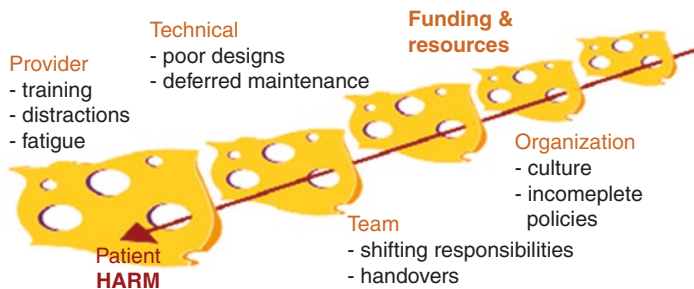 Technical
- poor designs
- deferred maintenance
Funding &
resources
Provider
- training
- distractions
- fatigue
Organization
- culture
- incomeplete
policies
Team
- shifting responsibilities
- handovers
Patient
HARM